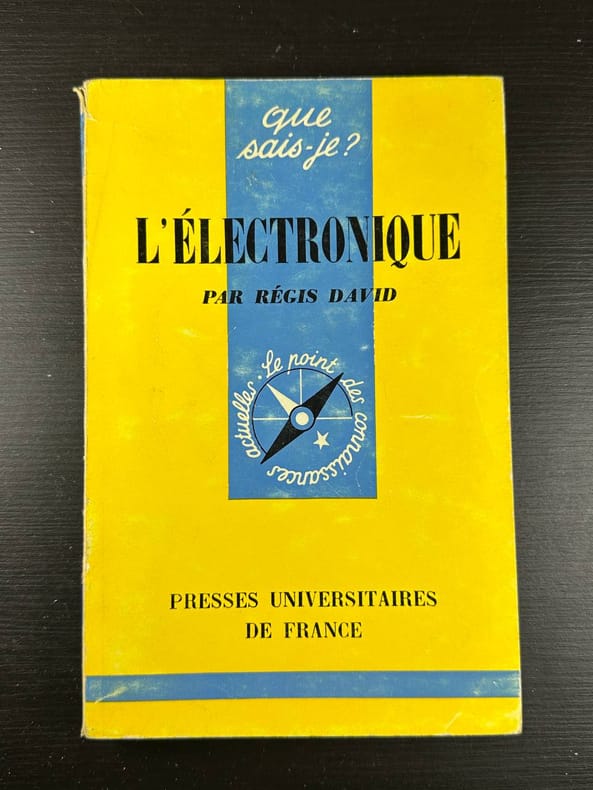 que
sais-je?
L'ÉLECTRONIQUE
PAR RÉGIS DAVID
Le point des connaissances actuelles.
PRESSES UNIVERSITAIRES
DE FRANCE